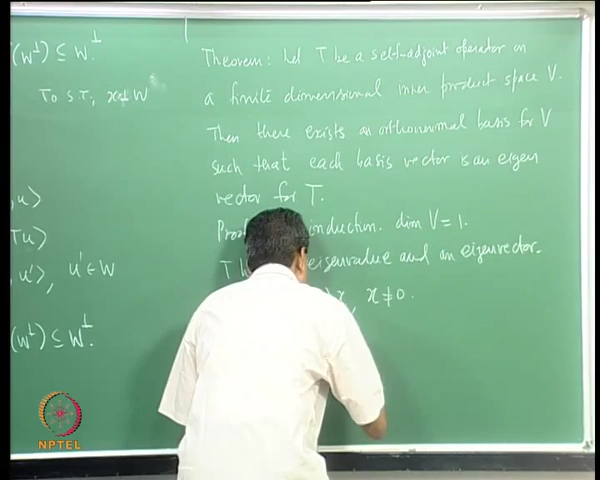 (W⊥) ⊆ W⊥.
To S.T; x⊥W
, u⟩
Tu⟩
, u'⟩, u' ∈ W
(W⊥) ⊆ W⊥.
Theorem: Let T be a self-adjoint operator on
a finite dimensional inner product space V.
Then there exists an orthonormal basis for V
such that each basis vector is an eigen
vector for T.
induction. dim V = 1.
T eigenvalue and an eigenvector.
x, x ≠ 0.
NPTEL